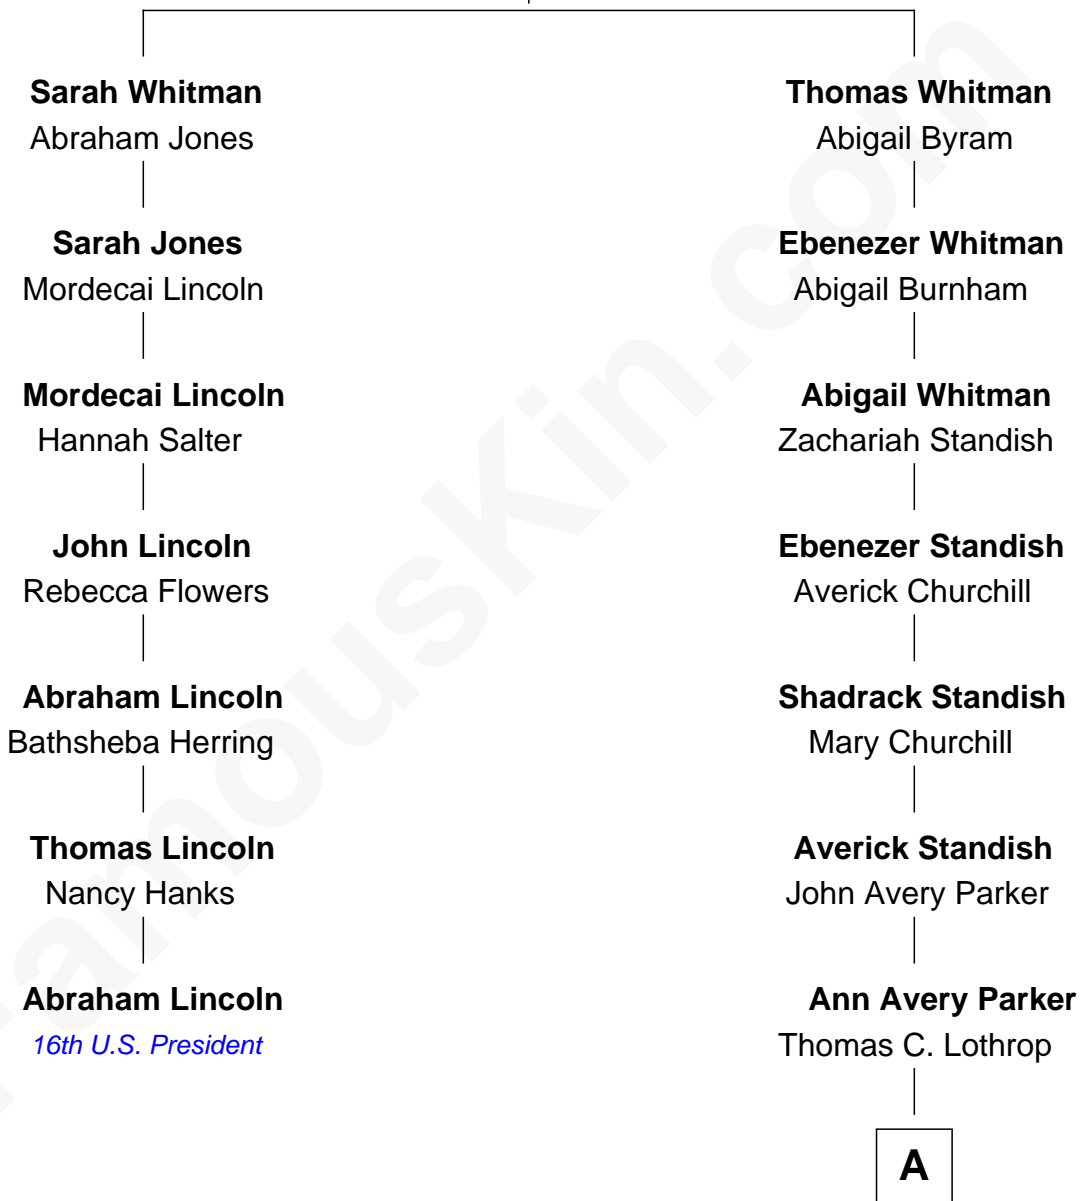 Sarah Whitman
Abraham Jones
Sarah Jones
Mordecai Lincoln
Mordecai Lincoln
Hannah Salter
John Lincoln
Rebecca Flowers
Abraham Lincoln
Bathsheba Herring
Thomas Lincoln
Nancy Hanks
Abraham Lincoln
16th U.S. President
Thomas Whitman
Abigail Byram
Ebenezer Whitman
Abigail Burnham
Abigail Whitman
Zachariah Standish
Ebenezer Standish
Averick Churchill
Shadrack Standish
Mary Churchill
Averick Standish
John Avery Parker
Ann Avery Parker
Thomas C. Lothrop
A
FamousKin.com